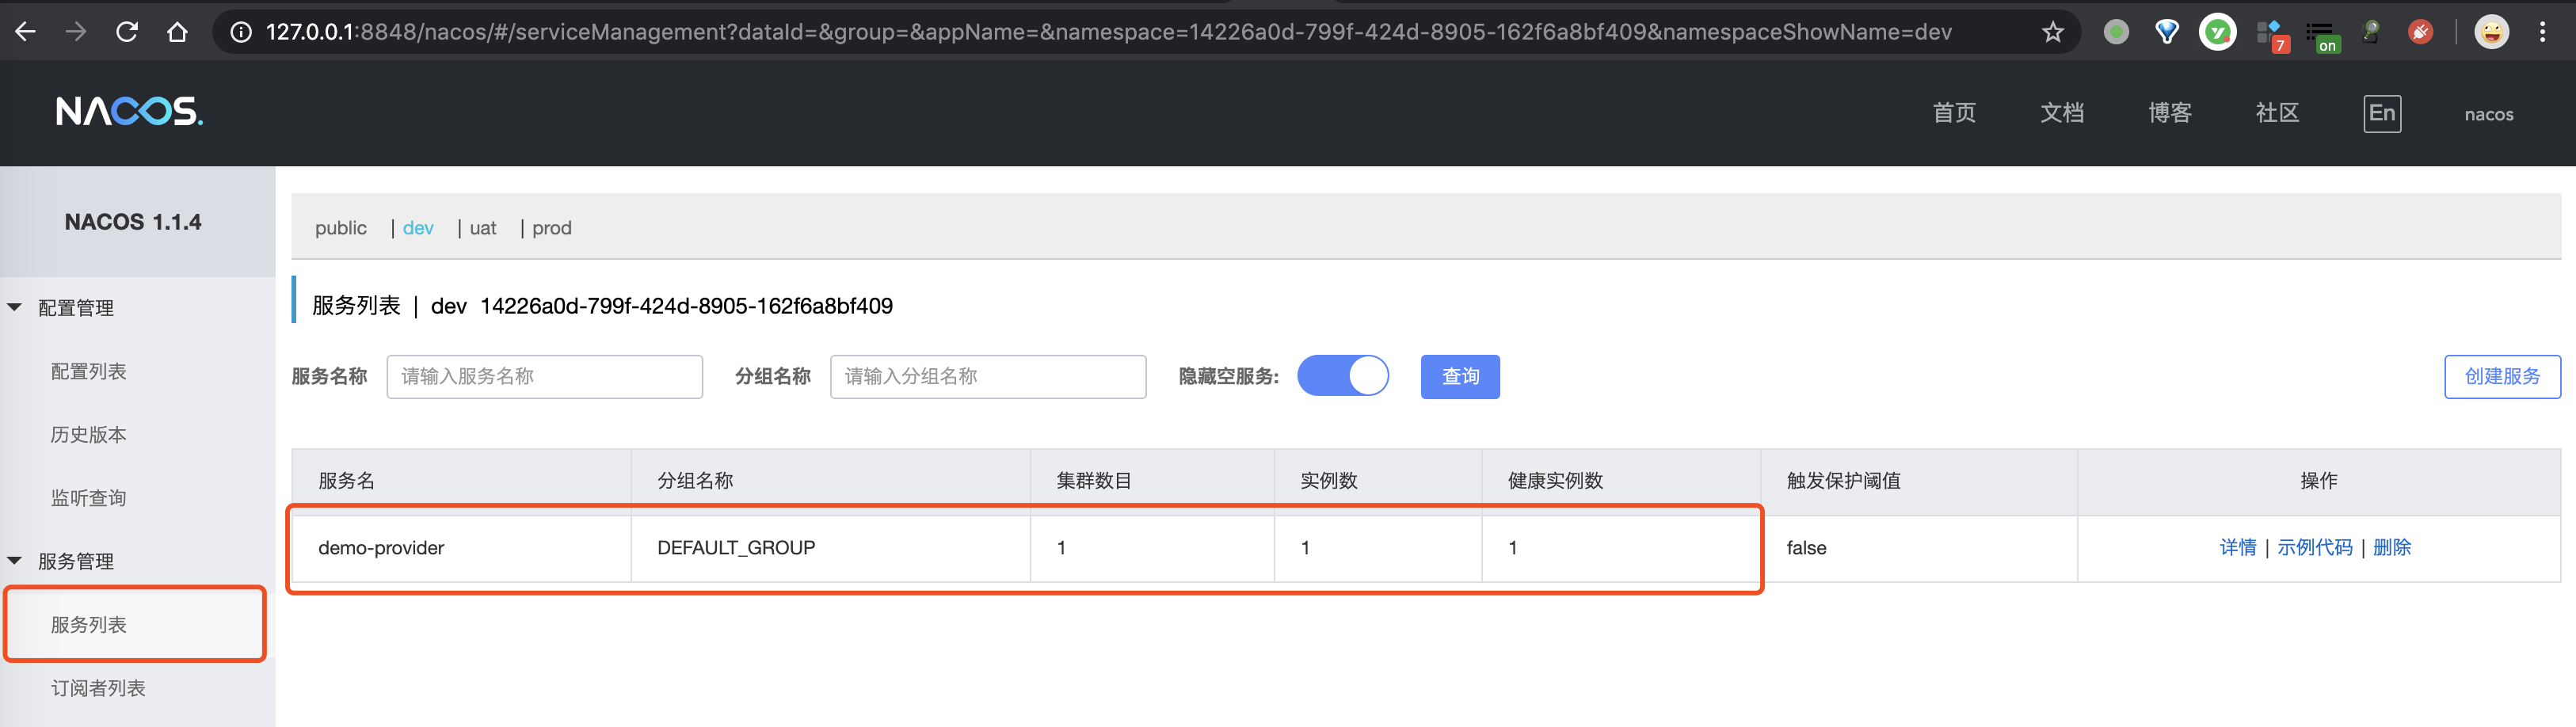 127.0.0.1:8848/nacos/#/serviceManagement?dataId=&group=&appName=&namespace=14226a0d-799f-424d-8905-162f6a8bf409&namespaceShowName=dev
7
on
NACOS.
首页 文档 博客 社区 En nacos
NACOS 1.1.4
配置管理
配置列表
历史版本
监听查询
服务管理
服务列表
订阅者列表
public | dev | uat | prod
服务列表 | dev 14226a0d-799f-424d-8905-162f6a8bf409
服务名称 请输入服务名称 分组名称 请输入分组名称 隐藏空服务: 查询 创建服务
服务名 分组名称 集群数目 实例数 健康实例数 触发保护阈值 操作
demo-provider DEFAULT_GROUP 1 1 1 false 详情 | 示例代码 | 删除